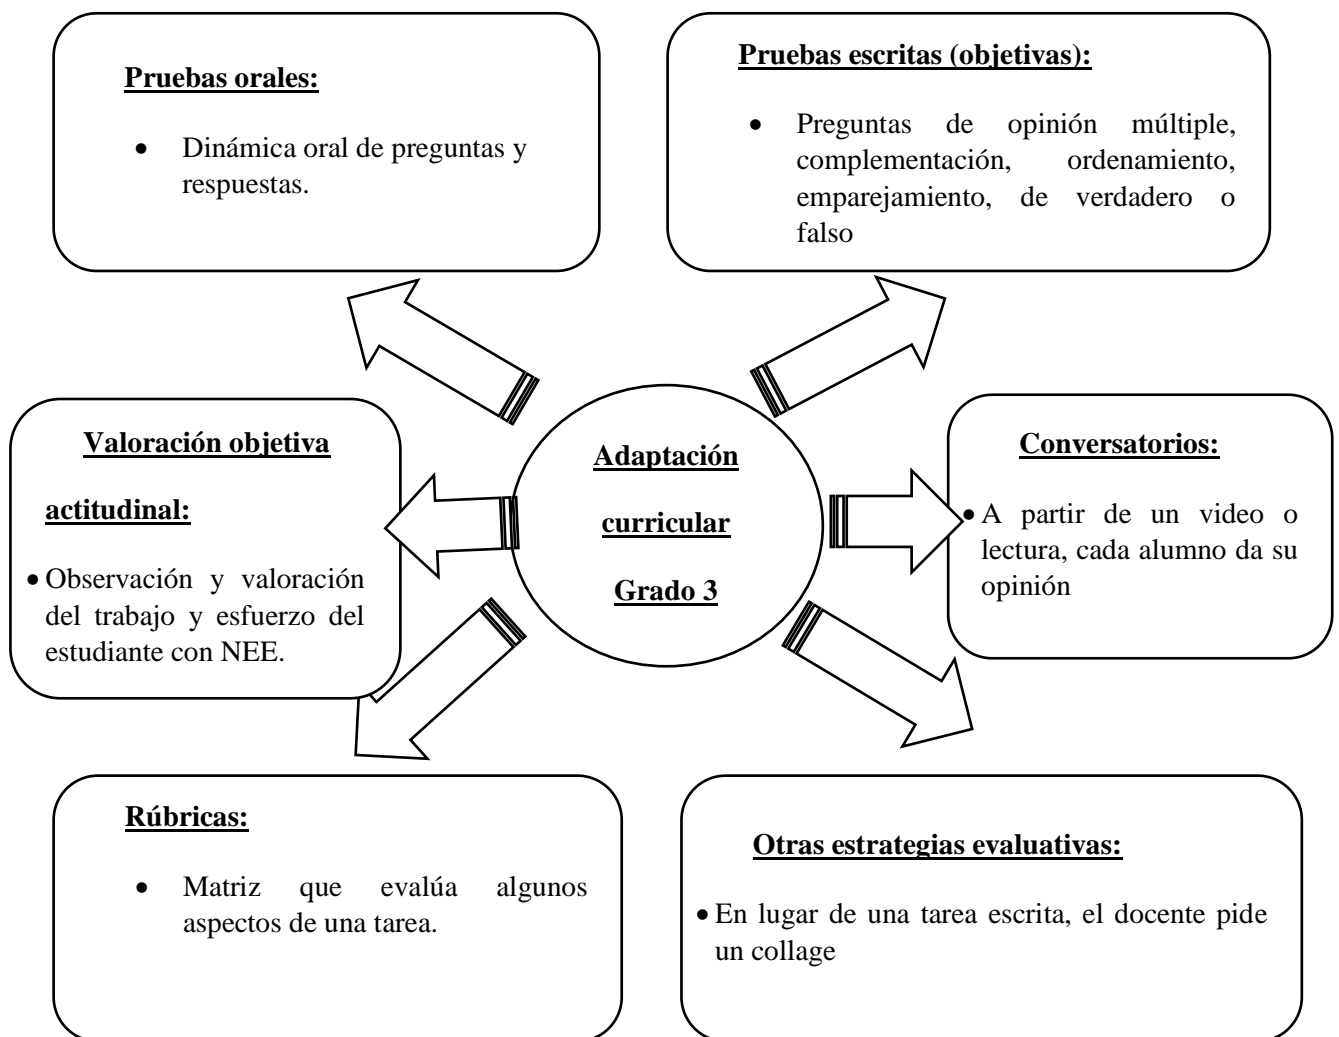 Pruebas orales:
• Dinámica oral de preguntas y
respuestas.
Pruebas escritas (objetivas):
• Preguntas de opinión múltiple,
complementación, ordenamiento,
emparejamiento, de verdadero o
falso
Valoración objetiva
actitudinal:
• Observación y valoración
del trabajo y esfuerzo del
estudiante con NEE.
Adaptación
curricular
Grado 3
Conversatorios:
• A partir de un video o
lectura, cada alumno da su
opinión
Rúbricas:
• Matriz que evalúa algunos
aspectos de una tarea.
Otras estrategias evaluativas:
• En lugar de una tarea escrita, el docente pide
un collage